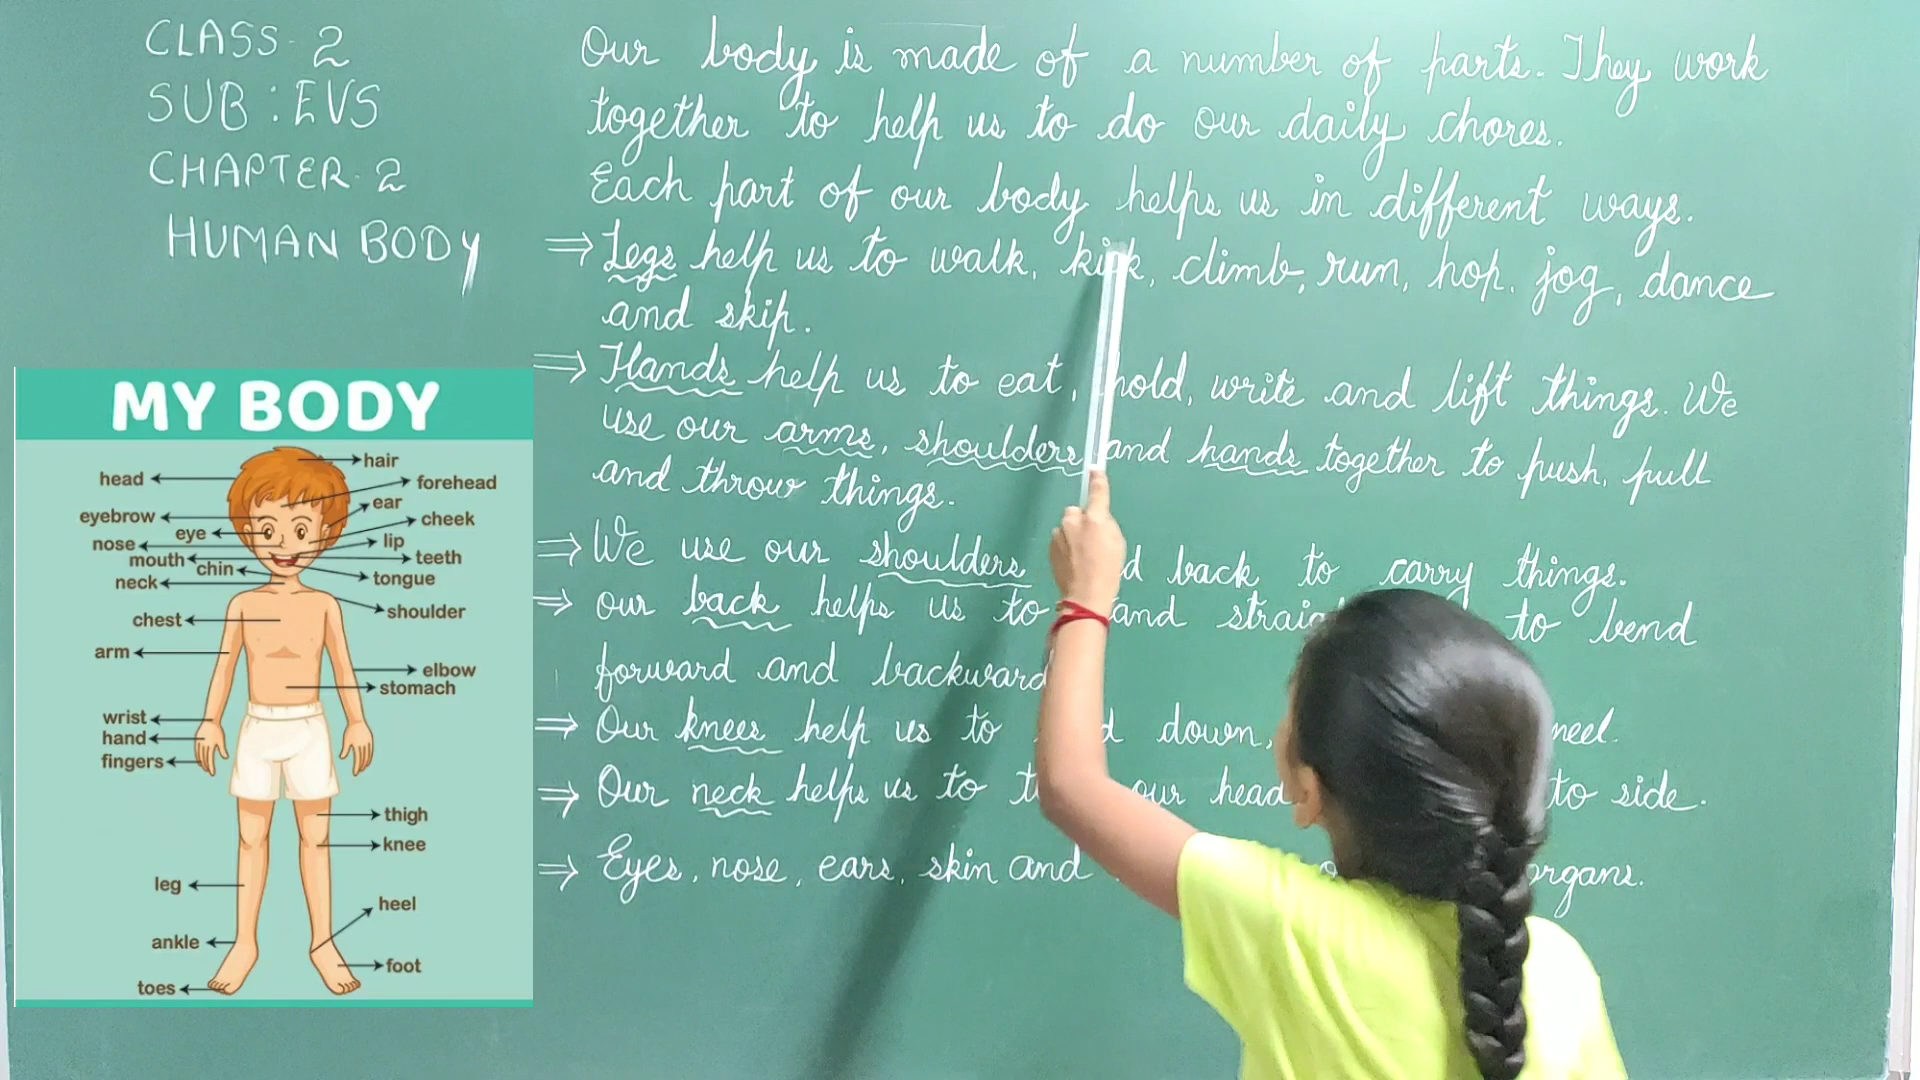 CLASS- 2
SUB : EVS
CHAPTER- 2
HUMAN BODY
Our body is made of a number of parts. They work
together to help us to do our daily chores.
Each part of our body helps us in different ways.
⇒ Legs help us to walk, kick, climb, run, hop, jog, dance
and skip.
⇒ Hands help us to eat, hold, write and lift things. We
use our arms, shoulders and hands together to push, pull
and throw things.
⇒ We use our shoulders back to carry things.
⇒ our back helps us to to bend
forward and backward
⇒ Our knees help us to down,
⇒ Our neck helps us to our head to side.
⇒ Eyes, nose, ears, skin and organs.
MY BODY
hair
head
forehead
ear
eyebrow
cheek
eye
lip
nose
mouth
teeth
chin
tongue
neck
shoulder
chest
arm
elbow
stomach
wrist
hand
fingers
thigh
knee
leg
heel
ankle
foot
toes